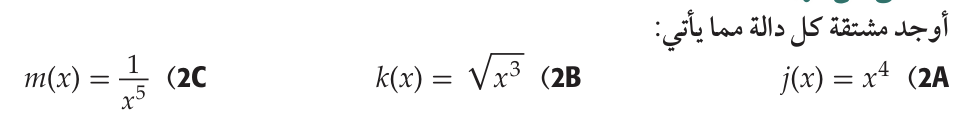 أوجد مشتقة كل دالة مما يأتي:
j(x) = x⁴ (2A    k(x) = √x³ (2B    m(x) = 1/x⁵ (2C